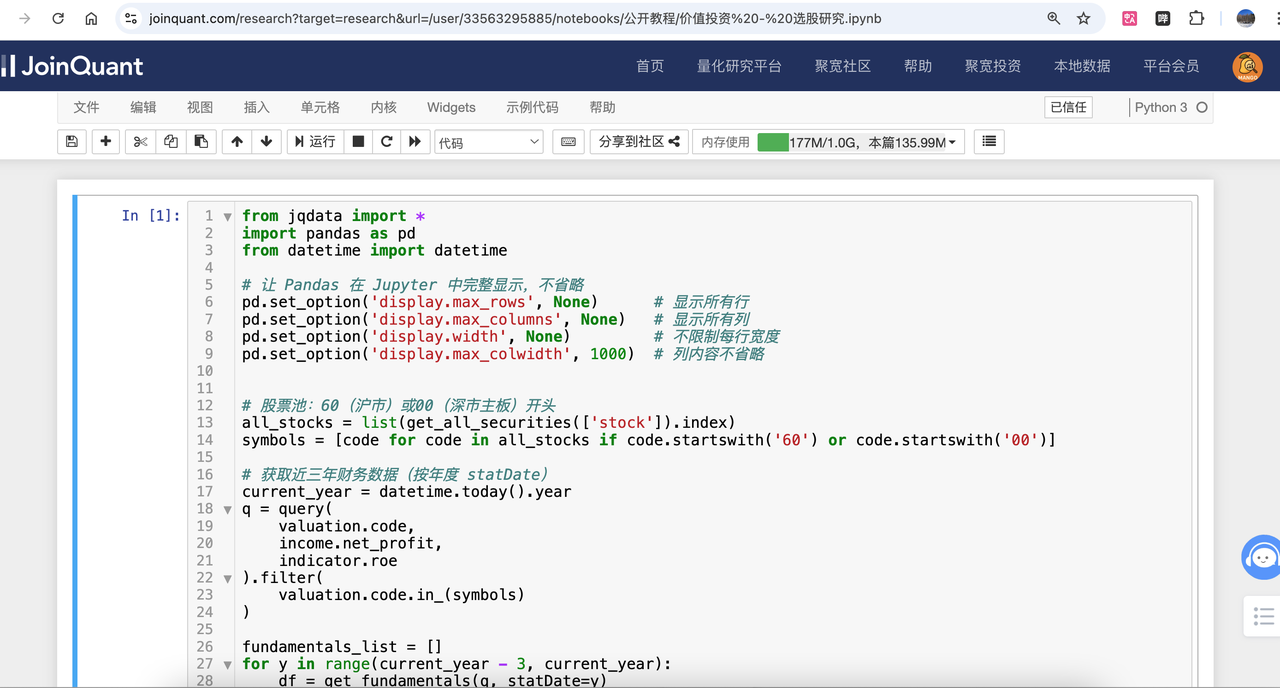 joinquant.com/research?target=research&url=/user/33563295885/notebooks/公开教程/价值投资%20-%20选股研究.ipynb
JoinQuant
首页 量化研究平台 聚宽社区 帮助 聚宽投资 本地数据 平台会员
MANGO
文件 编辑 视图 插入 单元格 内核 Widgets 示例代码 帮助 已信任 Python 3
运行 代码 分享到社区 内存使用 177M/1.0G，本篇135.99M
In [1]:
1 from jqdata import *
2 import pandas as pd
3 from datetime import datetime
4
5 # 让 Pandas 在 Jupyter 中完整显示，不省略
6 pd.set_option('display.max_rows', None)      # 显示所有行
7 pd.set_option('display.max_columns', None)   # 显示所有列
8 pd.set_option('display.width', None)         # 不限制每行宽度
9 pd.set_option('display.max_colwidth', 1000)  # 列内容不省略
10
11
12 # 股票池：60（沪市）或00（深市主板）开头
13 all_stocks = list(get_all_securities(['stock']).index)
14 symbols = [code for code in all_stocks if code.startswith('60') or code.startswith('00')]
15
16 # 获取近三年财务数据（按年度 statDate）
17 current_year = datetime.today().year
18 q = query(
19     valuation.code,
20     income.net_profit,
21     indicator.roe
22 ).filter(
23     valuation.code.in_(symbols)
24 )
25
26 fundamentals_list = []
27 for y in range(current_year - 3, current_year):
28     df = get_fundamentals(q, statDate=y)